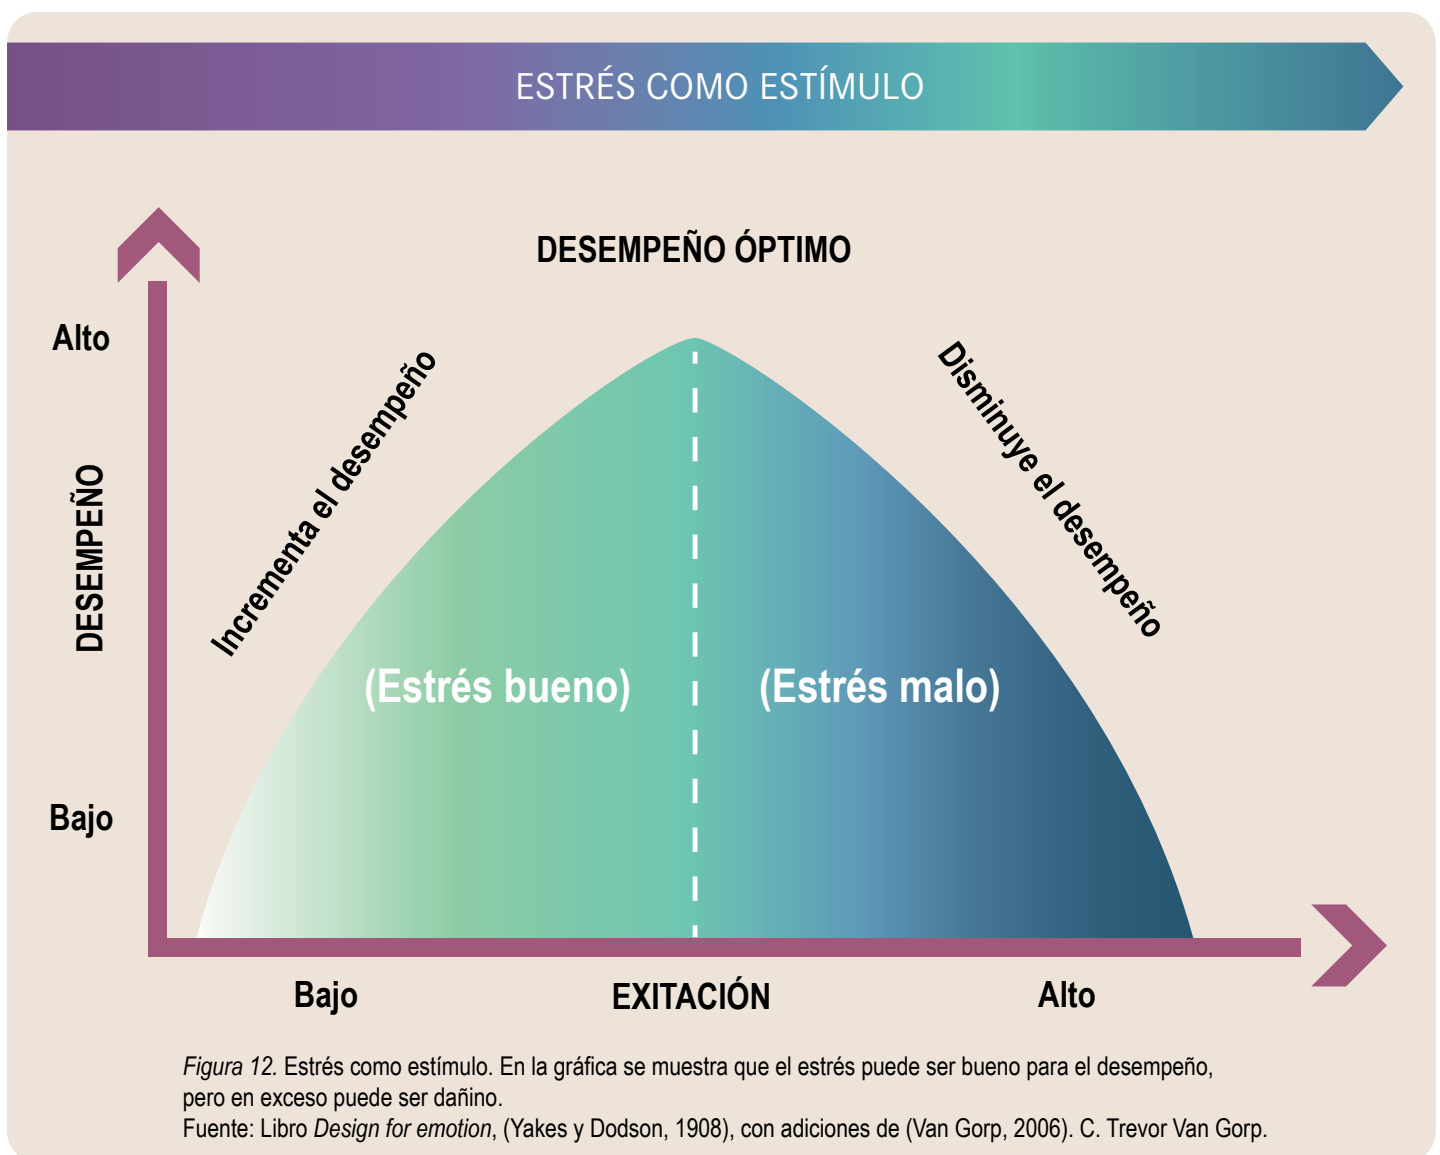 ESTRÉS COMO ESTÍMULO
DESEMPEÑO ÓPTIMO
Alto
Incrementa el desempeño
Disminuye el desempeño
DESEMPEÑO
(Estrés bueno)
(Estrés malo)
Bajo
Bajo
EXITACIÓN
Alto
Figura 12. Estrés como estímulo. En la gráfica se muestra que el estrés puede ser bueno para el desempeño,
pero en exceso puede ser dañino.
Fuente: Libro Design for emotion, (Yakes y Dodson, 1908), con adiciones de (Van Gorp, 2006). C. Trevor Van Gorp.